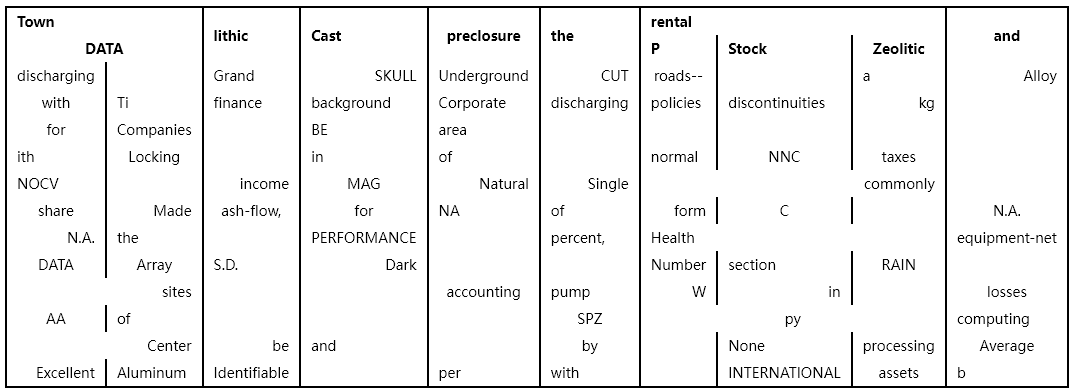 Town rental
lithic Cast preclosure the and
DATA P Stock Zeolitic
discharging Grand SKULL Underground CUT roads-- a Alloy
with Ti finance background Corporate discharging policies discontinuities kg
for Companies BE area
ith Locking in of normal NNC taxes
NOCV income MAG Natural Single commonly
share Made ash-flow, for NA of form C N.A.
N.A. the PERFORMANCE percent, Health equipment-net
DATA Array S.D. Dark Number section RAIN
sites accounting pump W in losses
AA of SPZ py computing
Center be and by None processing Average
Excellent Aluminum Identifiable per with INTERNATIONAL assets b